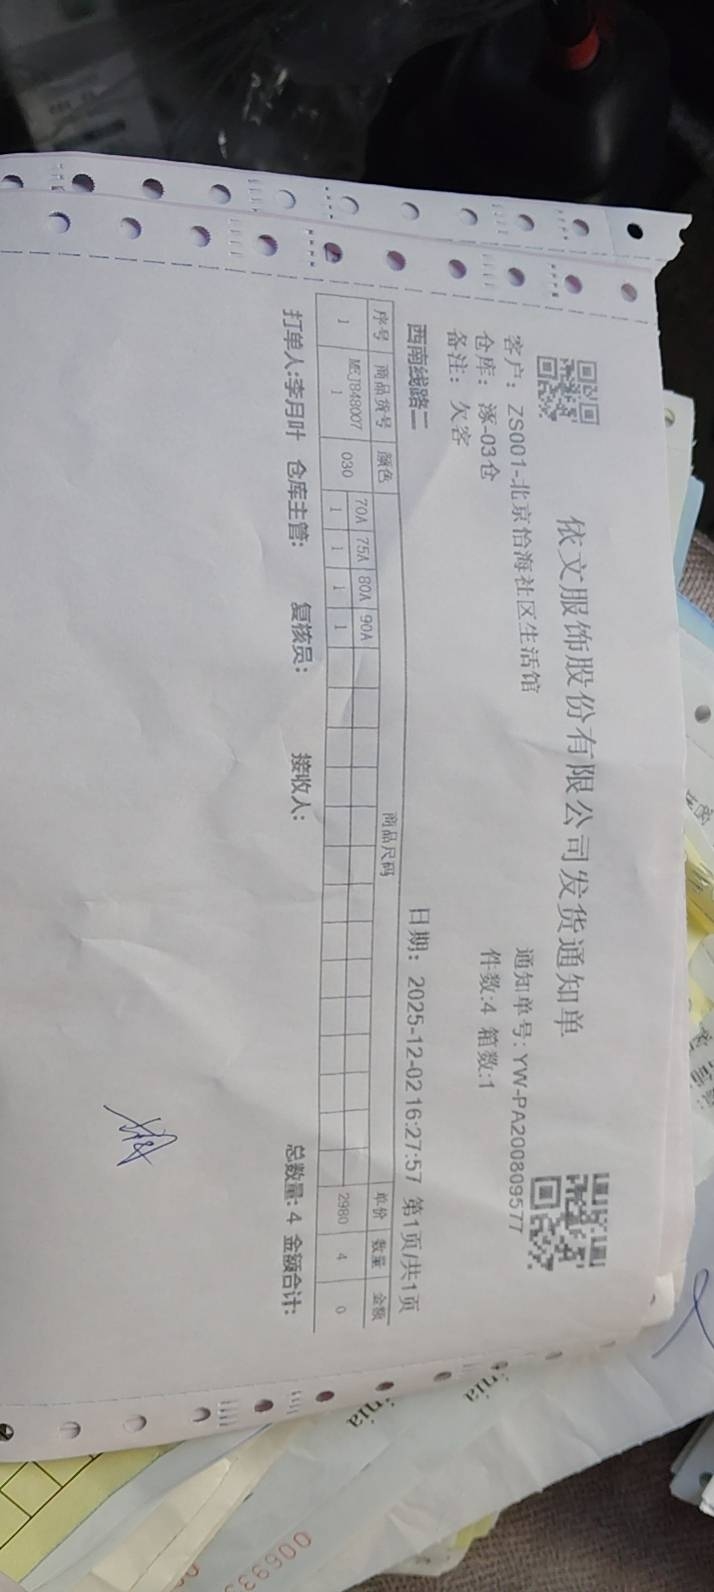 依文服饰股份有限公司发货通知单
客户：ZS001-北京怡海社区生活馆 通知单号：YW-PA200809577
仓库：涿-03仓 件数:4 箱数:1
备注：欠客
西南线路二 日期：2025-12-02 16:27:57 第1页/共1页
序号 商品货号 颜色 商品尺码 单价 数量 金额
70A 75A 80A 90A
1 MEJ848007 1 030 1 1 1 1 2980 4 0
打单人:李月叶 仓库主管: 复核员: 接收人: 总数量: 4 金额合计: